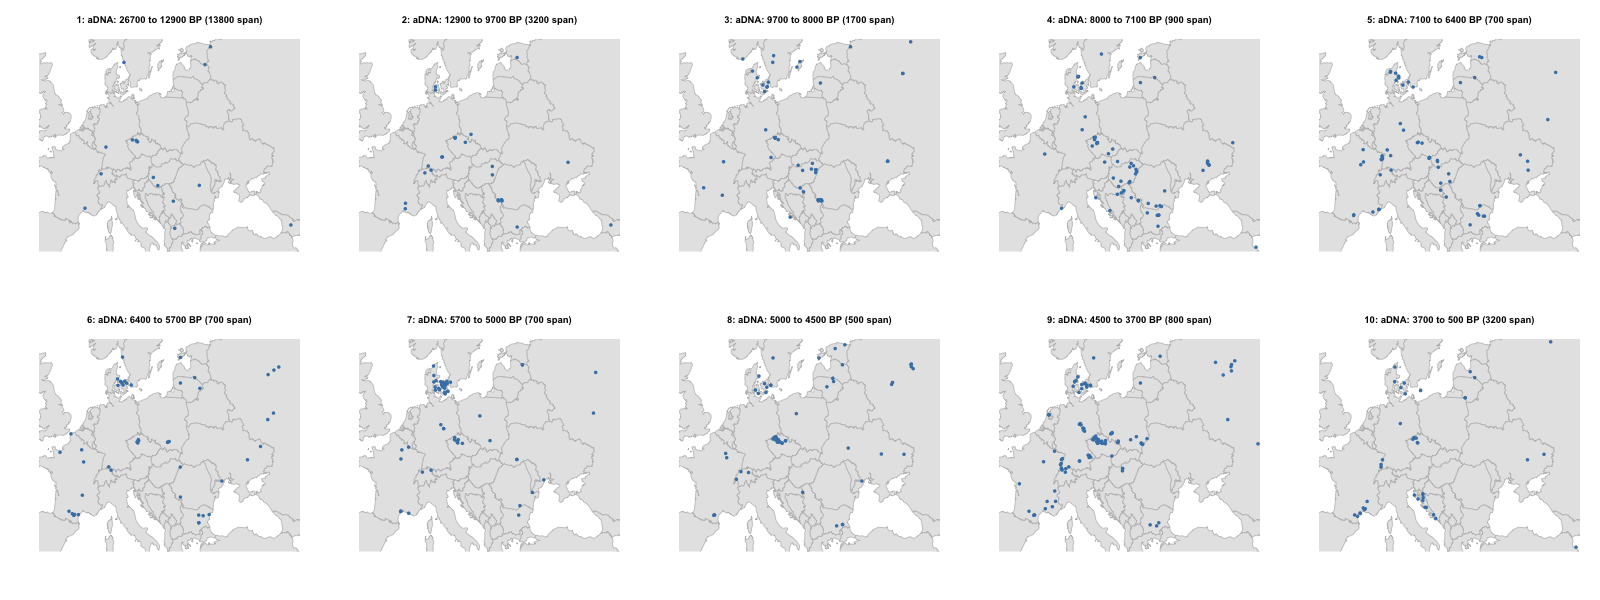 1: aDNA: 26700 to 12900 BP (13800 span)
2: aDNA: 12900 to 9700 BP (3200 span)
3: aDNA: 9700 to 8000 BP (1700 span)
4: aDNA: 8000 to 7100 BP (900 span)
5: aDNA: 7100 to 6400 BP (700 span)
6: aDNA: 6400 to 5700 BP (700 span)
7: aDNA: 5700 to 5000 BP (700 span)
8: aDNA: 5000 to 4500 BP (500 span)
9: aDNA: 4500 to 3700 BP (800 span)
10: aDNA: 3700 to 500 BP (3200 span)